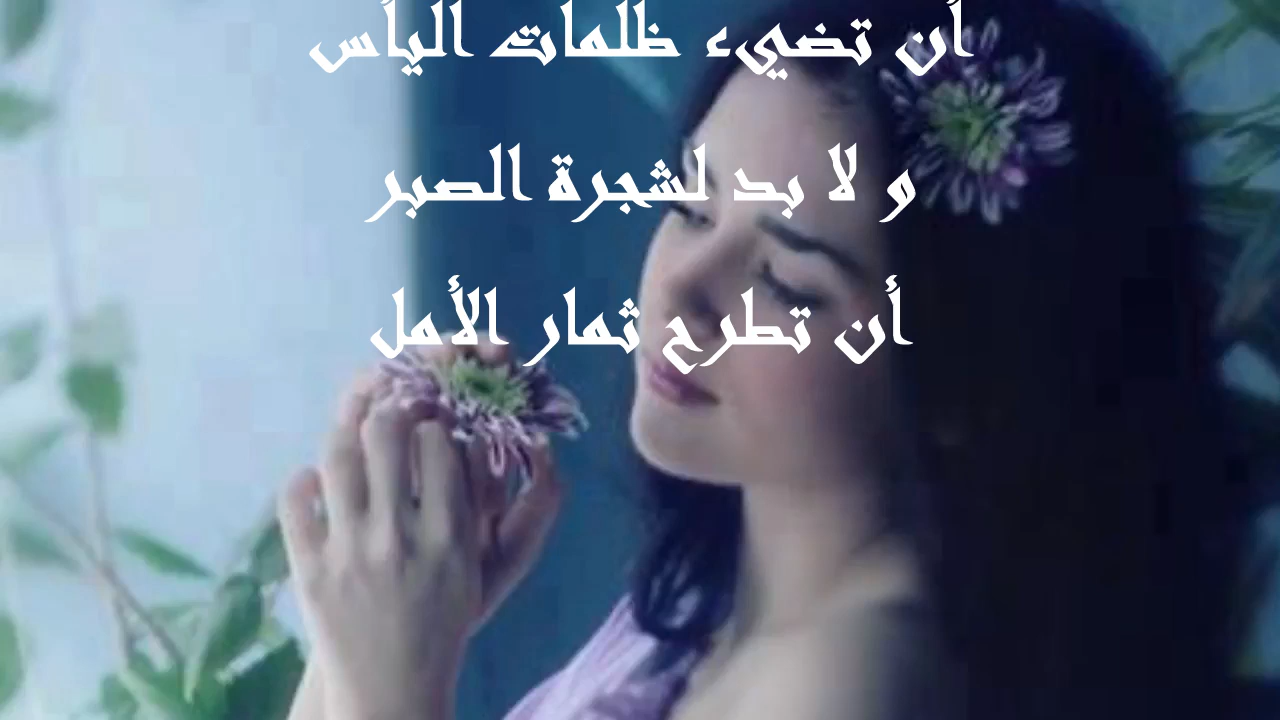 أن تضيء ظلمات اليأس
و لا بد لشجرة الصبر
أن تطرح ثمار الأمل